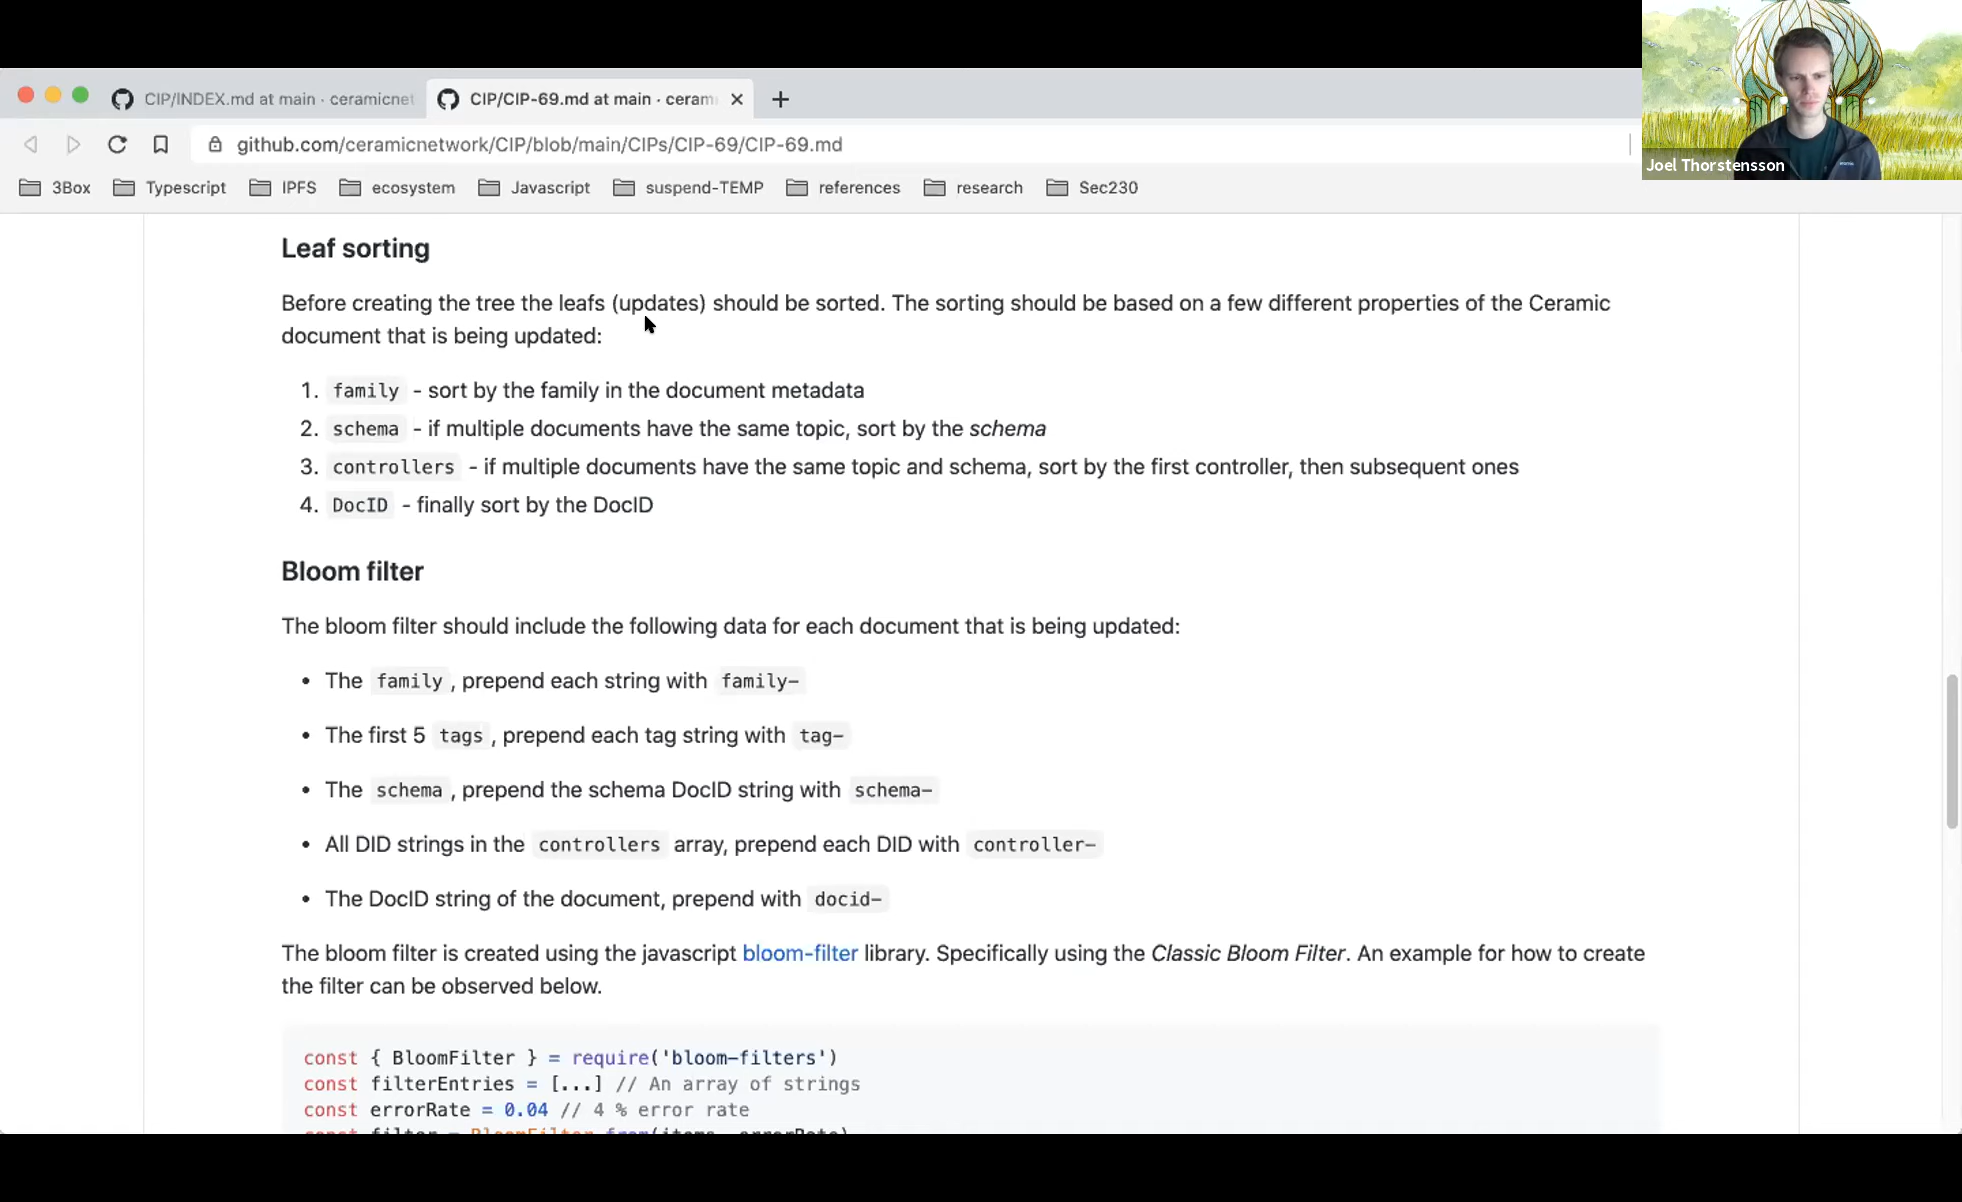 CIP/INDEX.md at main · ceramicnet
CIP/CIP-69.md at main · ceram
github.com/ceramicnetwork/CIP/blob/main/CIPs/CIP-69/CIP-69.md
3Box Typescript IPFS ecosystem Javascript suspend-TEMP references research Sec230
Joel Thorstensson
Leaf sorting
Before creating the tree the leafs (updates) should be sorted. The sorting should be based on a few different properties of the Ceramic
document that is being updated:
1. family - sort by the family in the document metadata
2. schema - if multiple documents have the same topic, sort by the schema
3. controllers - if multiple documents have the same topic and schema, sort by the first controller, then subsequent ones
4. DocID - finally sort by the DocID
Bloom filter
The bloom filter should include the following data for each document that is being updated:
• The family, prepend each string with family-
• The first 5 tags, prepend each tag string with tag-
• The schema, prepend the schema DocID string with schema-
• All DID strings in the controllers array, prepend each DID with controller-
• The DocID string of the document, prepend with docid-
The bloom filter is created using the javascript bloom-filter library. Specifically using the Classic Bloom Filter. An example for how to create
the filter can be observed below.
const { BloomFilter } = require('bloom-filters')
const filterEntries = [...] // An array of strings
const errorRate = 0.04 // 4 % error rate
const filter = BloomFilter.from(items, errorRate)